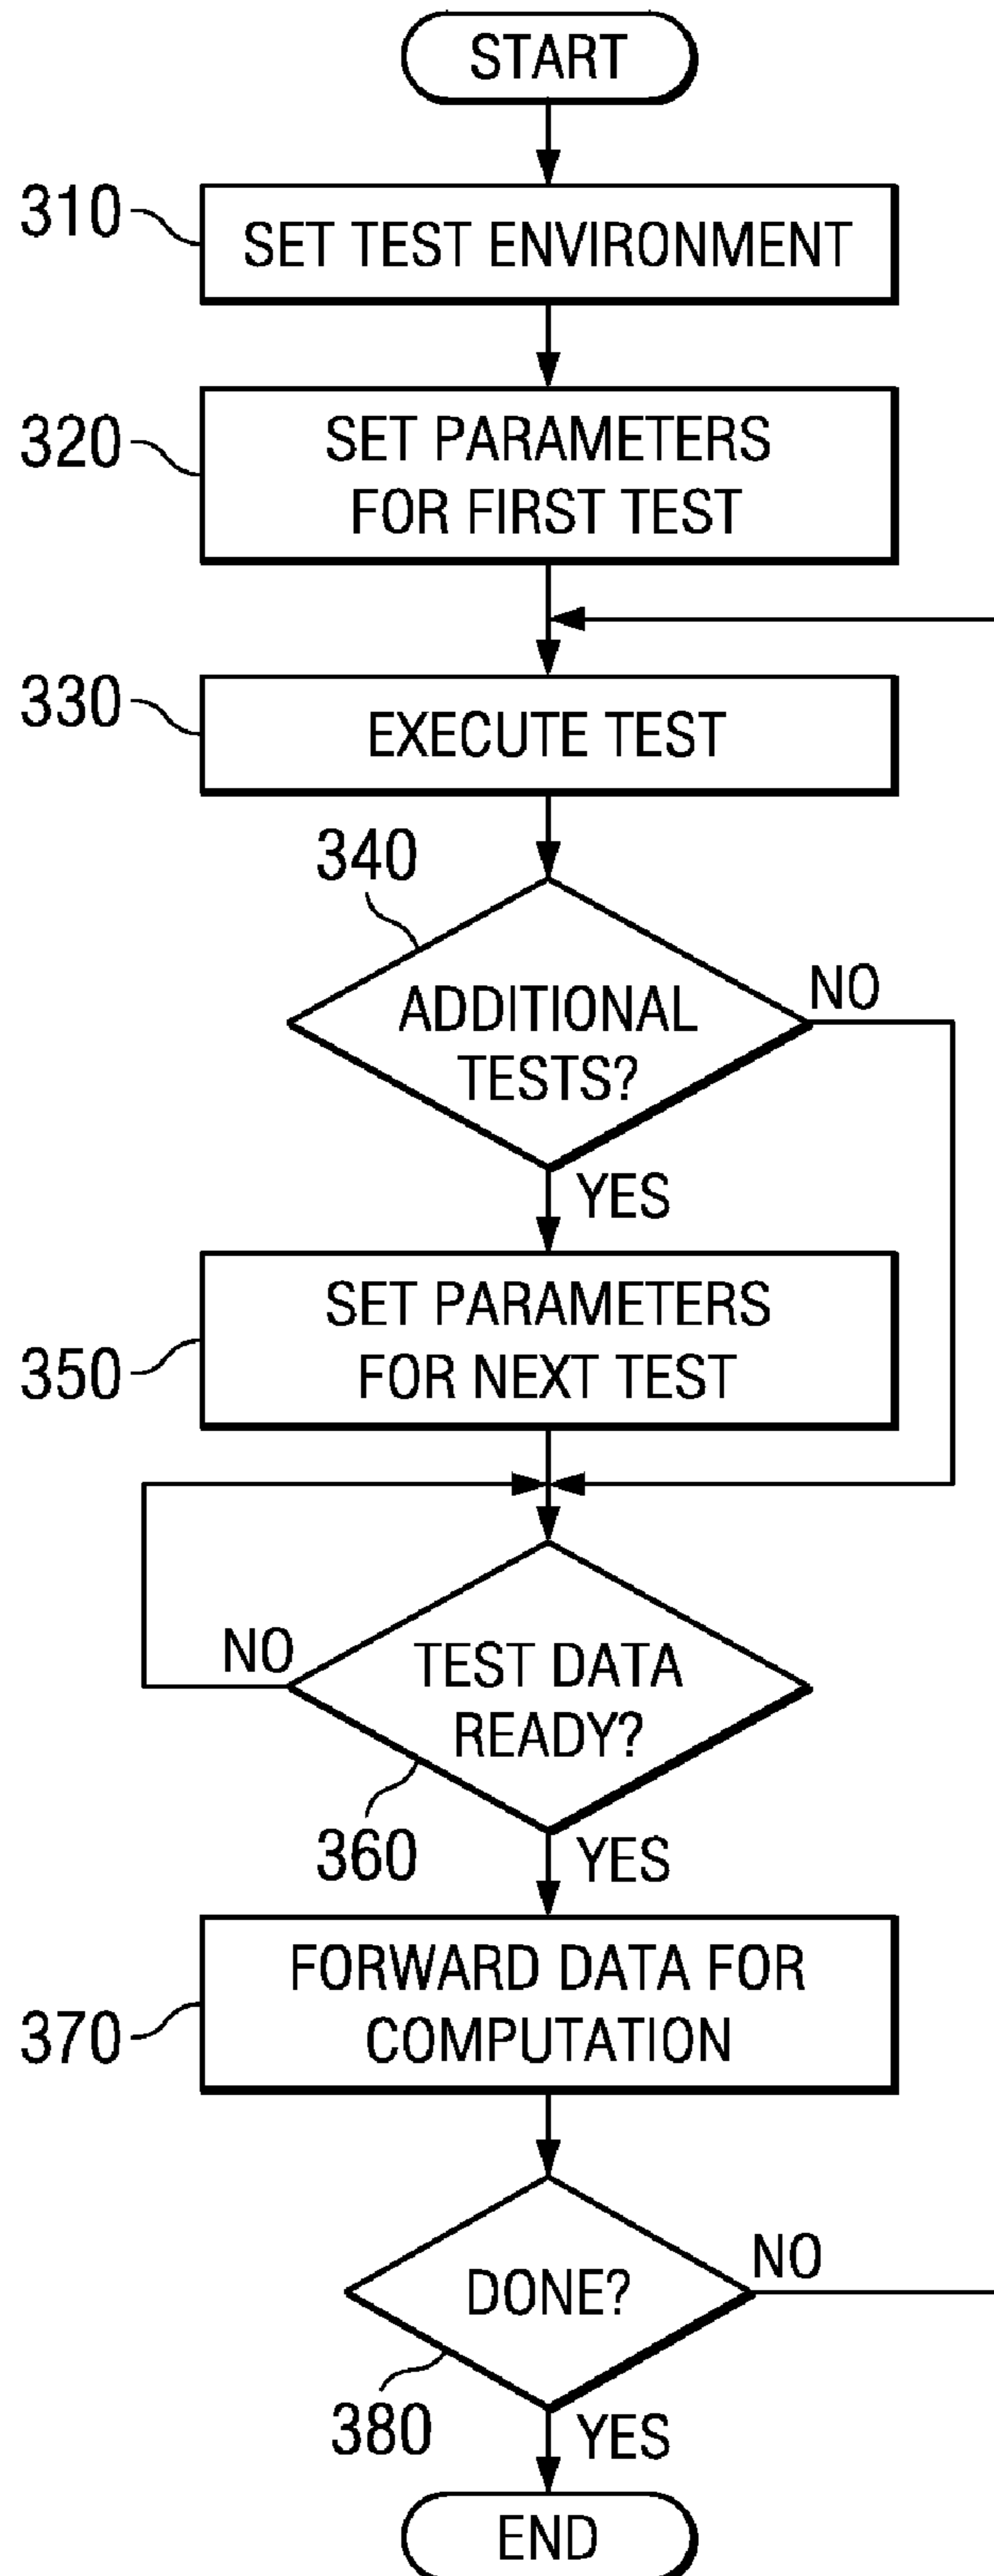 START
310
SET TEST ENVIRONMENT
320
SET PARAMETERS
FOR FIRST TEST
330
EXECUTE TEST
340
ADDITIONAL
TESTS?
NO
YES
350
SET PARAMETERS
FOR NEXT TEST
NO
TEST DATA
READY?
360
YES
370
FORWARD DATA FOR
COMPUTATION
DONE?
NO
380
YES
END